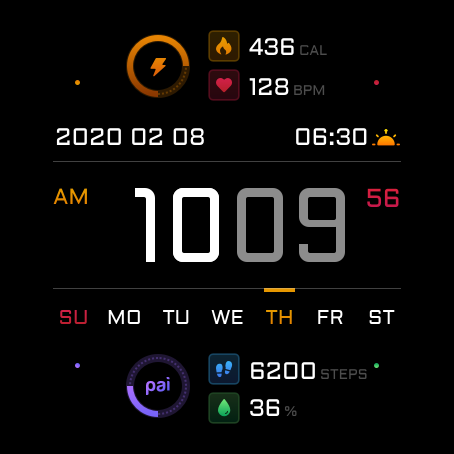 436 CAL
128 BPM
2020 02 08 06:30
AM 1009 56
SU MO TU WE TH FR ST
pai 6200 STEPS
36 %